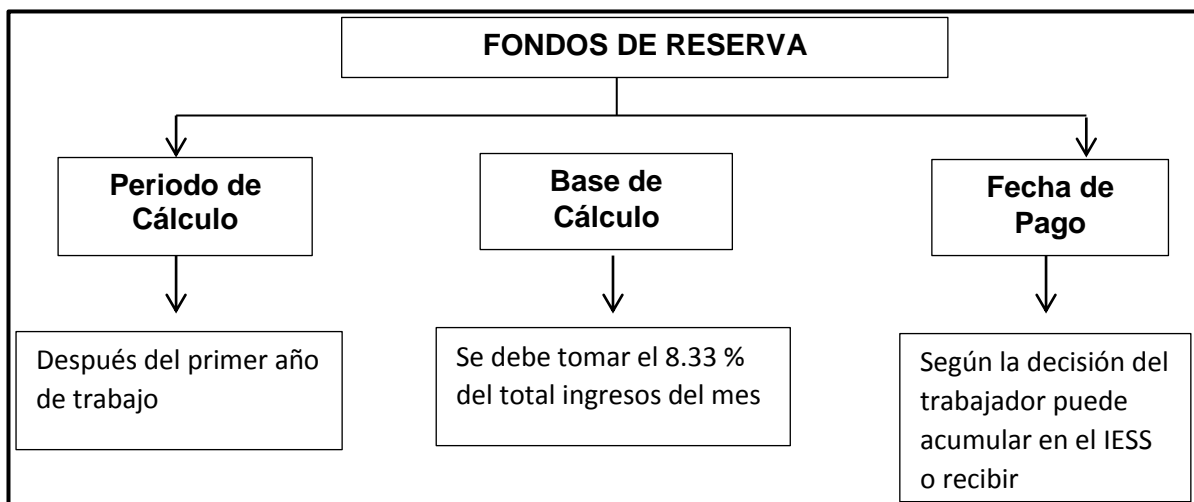 FONDOS DE RESERVA
Periodo de
Cálculo
Base de
Cálculo
Fecha de
Pago
Después del primer año
de trabajo
Se debe tomar el 8.33 %
del total ingresos del mes
Según la decisión del
trabajador puede
acumular en el IESS
o recibir